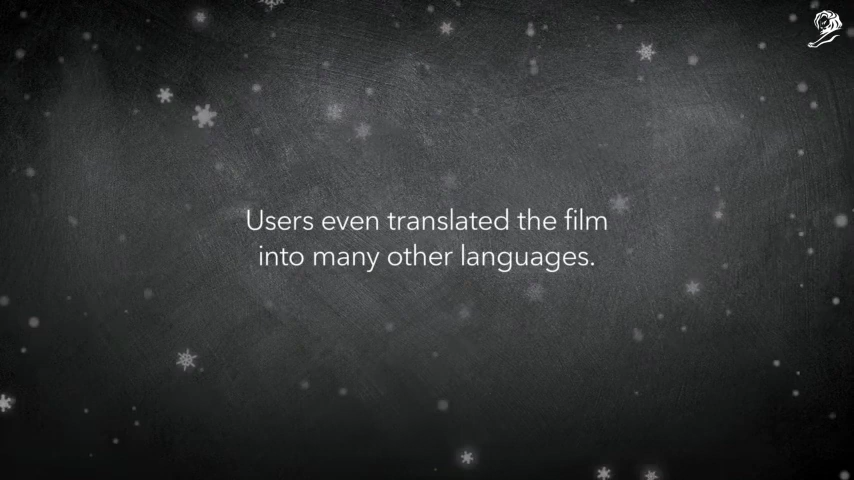 Users even translated the film
into many other languages.